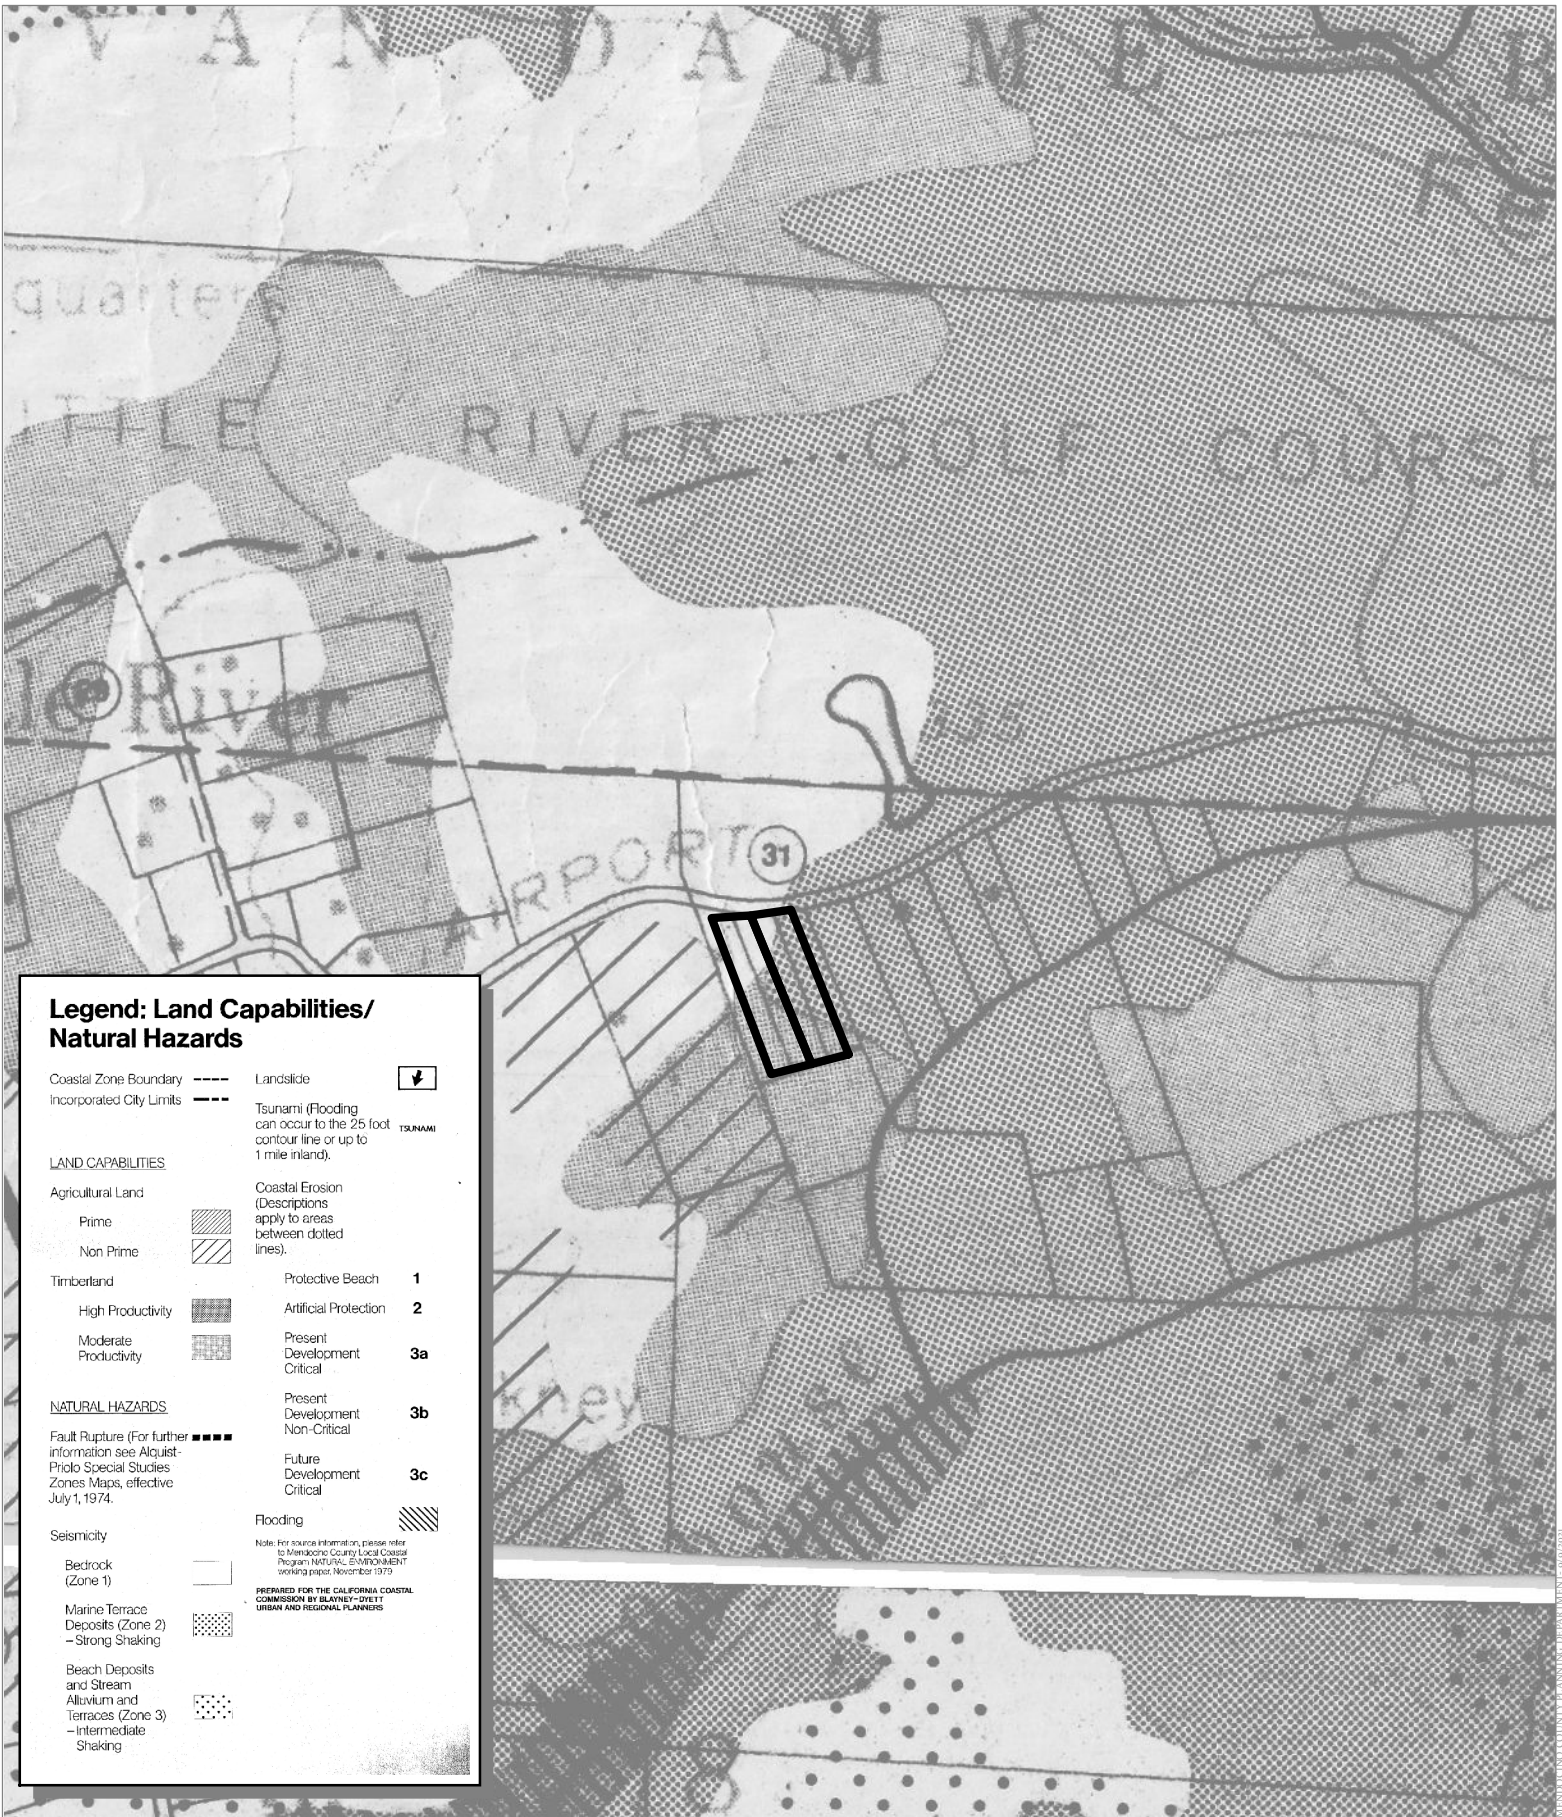 VAN DAMME
quarters
ITTLE RIVER GOLF COURSE
le River
535
AIRPORT
31
kney
Legend: Land Capabilities/
Natural Hazards
Coastal Zone Boundary
Incorporated City Limits
LAND CAPABILITIES
Agricultural Land
Prime
Non Prime
Timberland
High Productivity
Moderate
Productivity
NATURAL HAZARDS
Fault Rupture (For further
information see Alquist-
Priolo Special Studies
Zones Maps, effective
July 1, 1974.
Seismicity
Bedrock
(Zone 1)
Marine Terrace
Deposits (Zone 2)
–Strong Shaking
Beach Deposits
and Stream
Alluvium and
Terraces (Zone 3)
–Intermediate
Shaking
Landslide
Tsunami (Flooding
can occur to the 25 foot TSUNAMI
contour line or up to
1 mile inland).
Coastal Erosion
(Descriptions
apply to areas
between dotted
lines).
Protective Beach 1
Artificial Protection 2
Present
Development 3a
Critical
Present
Development 3b
Non-Critical
Future
Development 3c
Critical
Flooding
Note: For source information, please refer
to Mendocino County Local Coastal
Program NATURAL ENVIRONMENT
working paper, November 1979
PREPARED FOR THE CALIFORNIA COASTAL
COMMISSION BY BLAYNEY-DYETT
URBAN AND REGIONAL PLANNERS